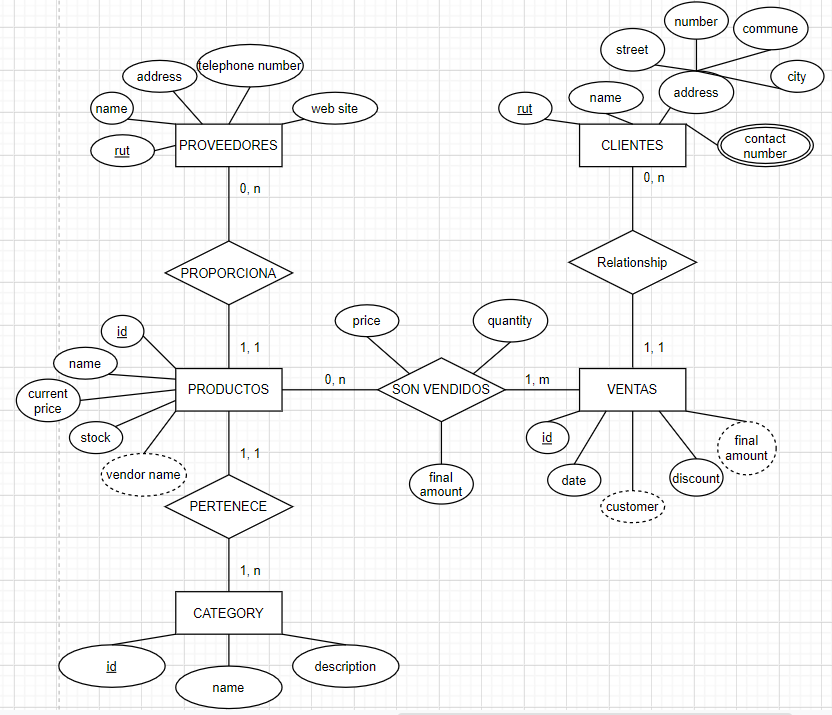 number
commune
street
telephone number
address
city
name
address
name
web site
rut
contact
number
PROVEEDORES
CLIENTES
rut
0, n
0, n
PROPORCIONA
Relationship
id
price
quantity
1, 1
1, 1
name
0, n
1, m
PRODUCTOS
SON VENDIDOS
VENTAS
current
price
stock
id
final
amount
1, 1
vendor name
final
amount
date
discount
PERTENECE
customer
1, n
CATEGORY
id
description
name